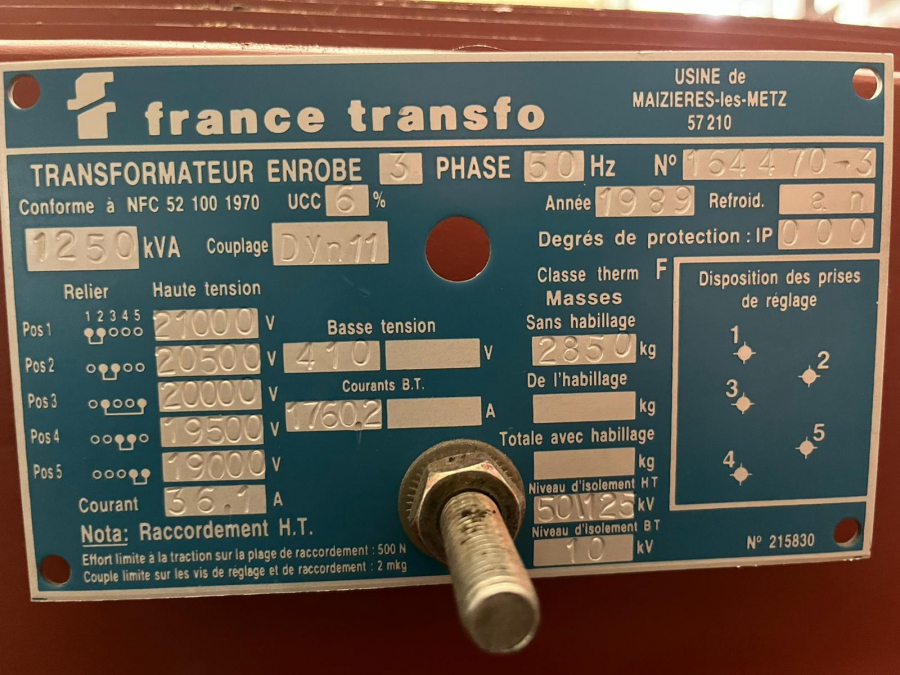 france transfo
USINE de
MAIZIERES-les-METZ
57210
TRANSFORMATEUR ENROBE 3 PHASE 50 Hz N° 164470-3
Conforme à NFC 52 100 1970 UCC 6 % Année 1989 Refroid. an
1250 kVA Couplage Dyn11 Degrés de protection : IP 000
Classe therm F
Relier Haute tension
1 2 3 4 5
Pos 1 21000 V
Pos 2 20500 V
Pos 3 20000 V
Pos 4 19500 V
Pos 5 19000 V
Courant 36,1 A
Basse tension
410 V
Courants B.T.
1760,2 A
Masses
Sans habillage
2850 kg
De l'habillage
kg
Totale avec habillage
kg
Niveau d'isolement HT
50\125 kV
Niveau d'isolement BT
10 kV
Disposition des prises
de réglage
1
2
3
5
4
Nota: Raccordement H.T.
Effort limite à la traction sur la plage de raccordement : 500 N
Couple limite sur les vis de réglage et de raccordement : 2 mkg
N° 215830